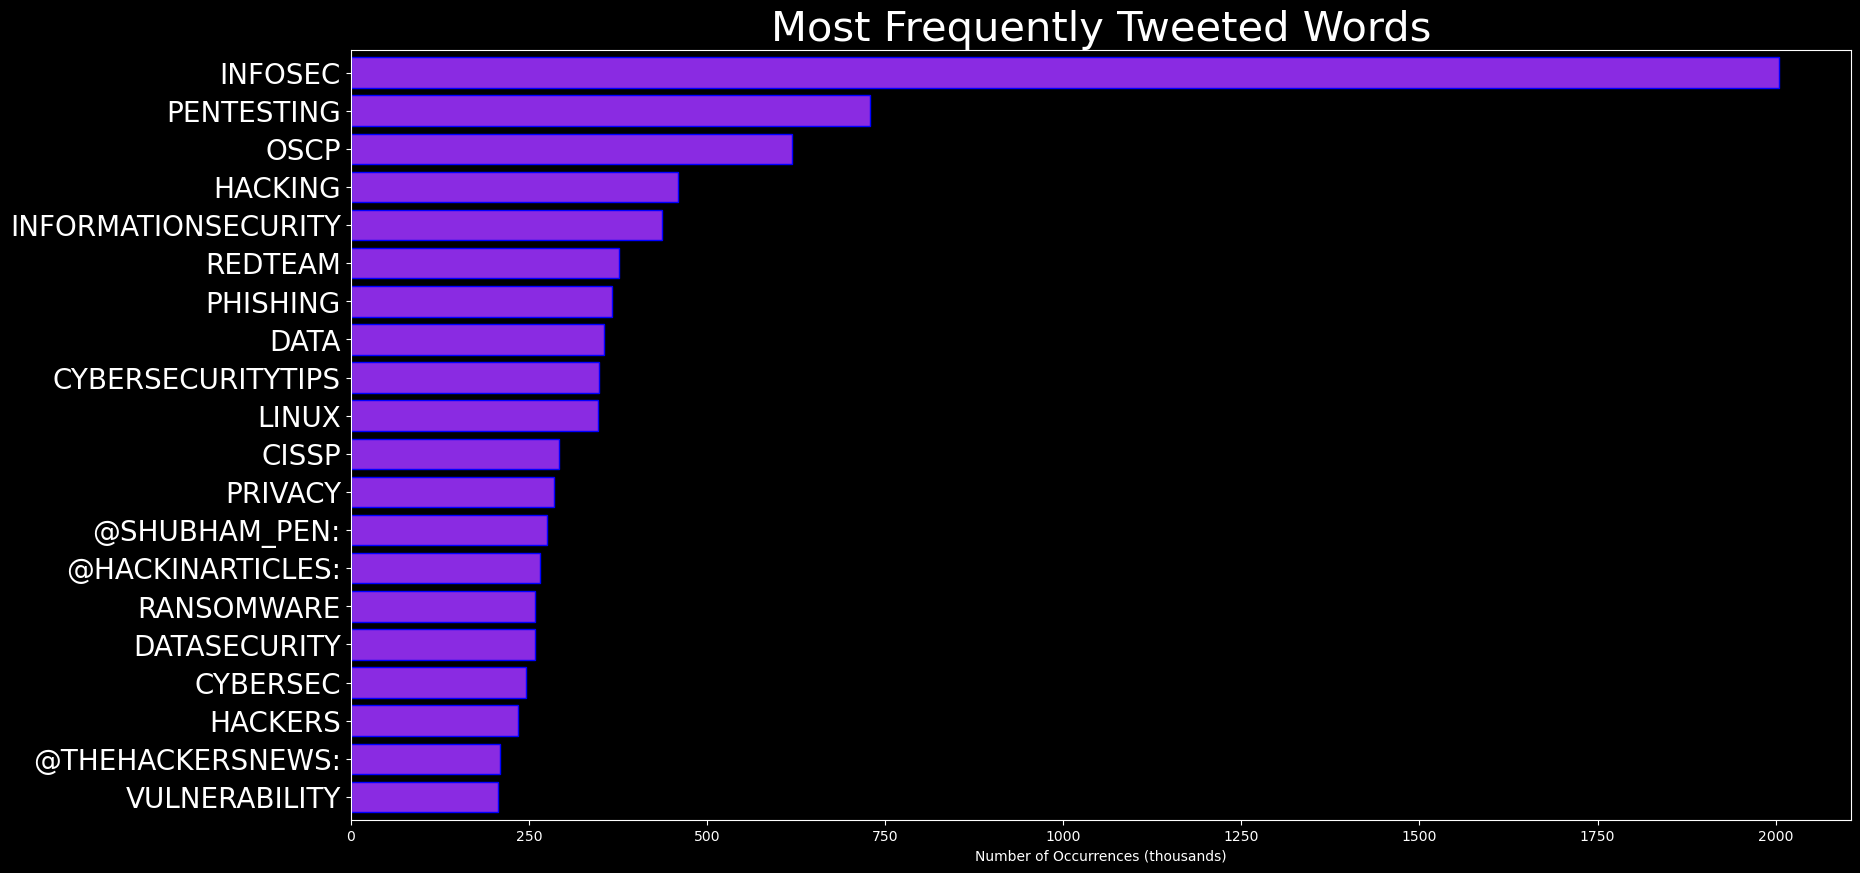 Most Frequently Tweeted Words
INFOSEC
PENTESTING
OSCP
HACKING
INFORMATIONSECURITY
REDTEAM
PHISHING
DATA
CYBERSECURITYTIPS
LINUX
CISSP
PRIVACY
@SHUBHAM_PEN:
@HACKINARTICLES:
RANSOMWARE
DATASECURITY
CYBERSEC
HACKERS
@THEHACKERSNEWS:
VULNERABILITY
0 250 500 750 1000 1250 1500 1750 2000
Number of Occurrences (thousands)